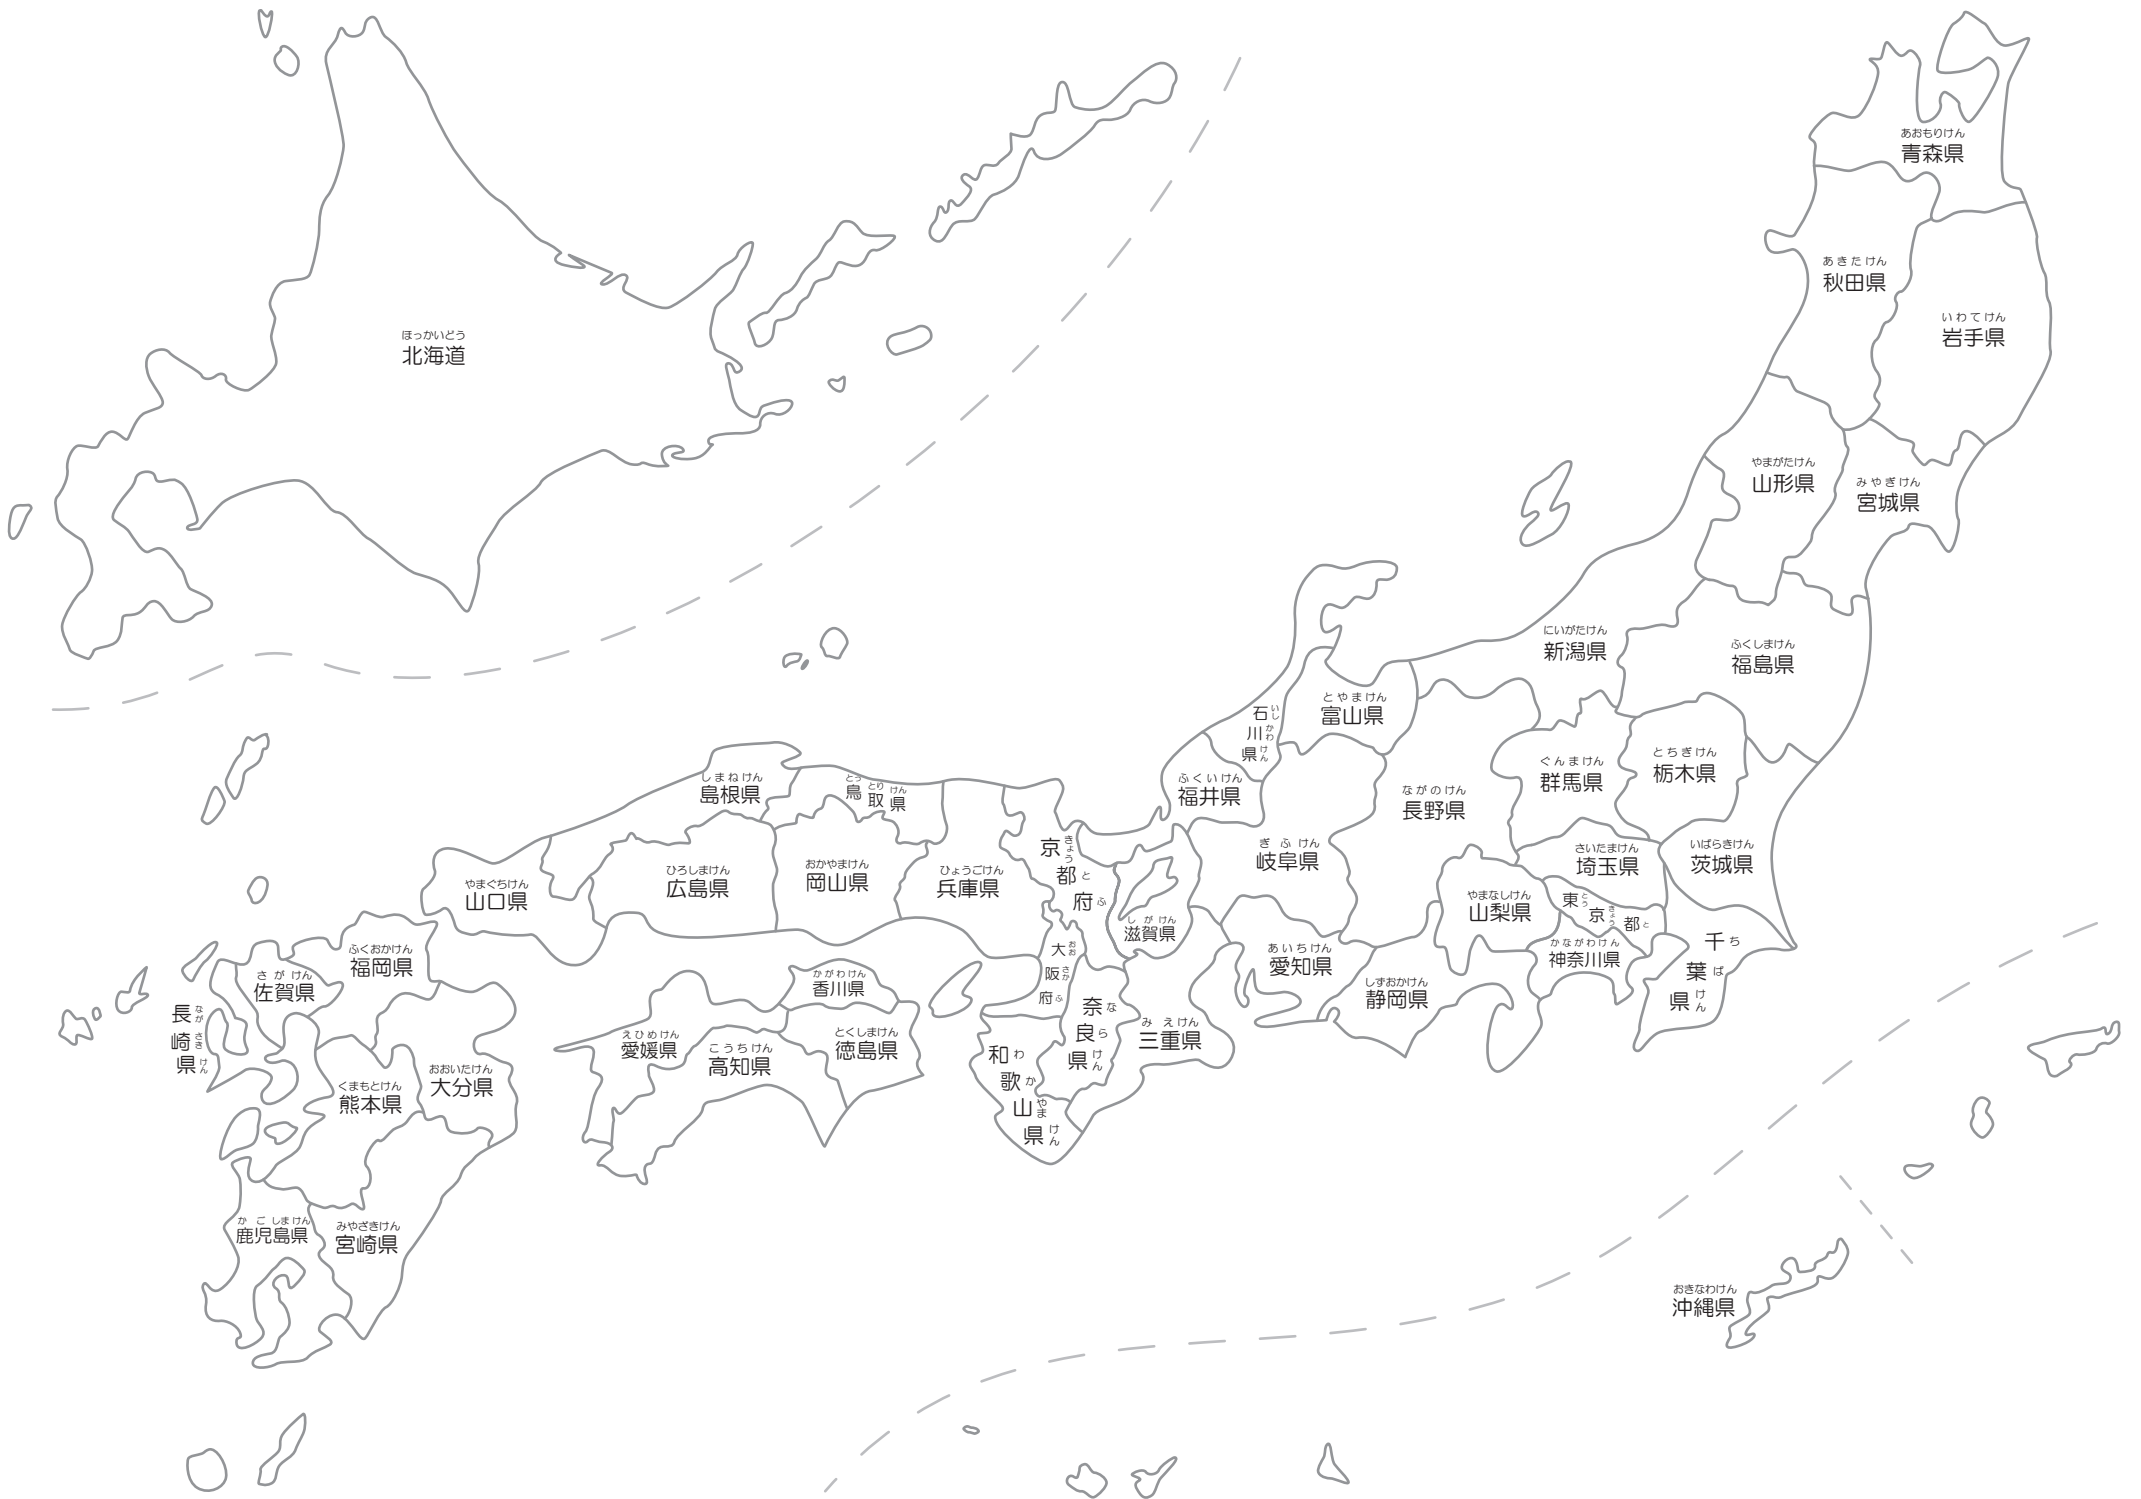 ほっかいどう
北海道
あおもりけん
青森県
あきたけん
秋田県
いわてけん
岩手県
やまがたけん
山形県
みやぎけん
宮城県
ふくしまけん
福島県
にいがたけん
新潟県
とやまけん
富山県
いしかわけん
石川県
ふくいけん
福井県
とちぎけん
栃木県
ぐんまけん
群馬県
ながのけん
長野県
ぎふけん
岐阜県
さいたまけん
埼玉県
いばらきけん
茨城県
やまなしけん
山梨県
とうきょうと
東京都
かながわけん
神奈川県
ちばけん
千葉県
あいちけん
愛知県
しずおかけん
静岡県
しがけん
滋賀県
みえけん
三重県
きょうとふ
京都府
おおさかふ
大阪府
ならけん
奈良県
わかやまけん
和歌山県
ひょうごけん
兵庫県
しまねけん
島根県
とっとりけん
鳥取県
おかやまけん
岡山県
ひろしまけん
広島県
やまぐちけん
山口県
かがわけん
香川県
とくしまけん
徳島県
えひめけん
愛媛県
こうちけん
高知県
ふくおかけん
福岡県
さがけん
佐賀県
ながさきけん
長崎県
おおいたけん
大分県
くまもとけん
熊本県
かごしまけん
鹿児島県
みやざきけん
宮崎県
おきなわけん
沖縄県